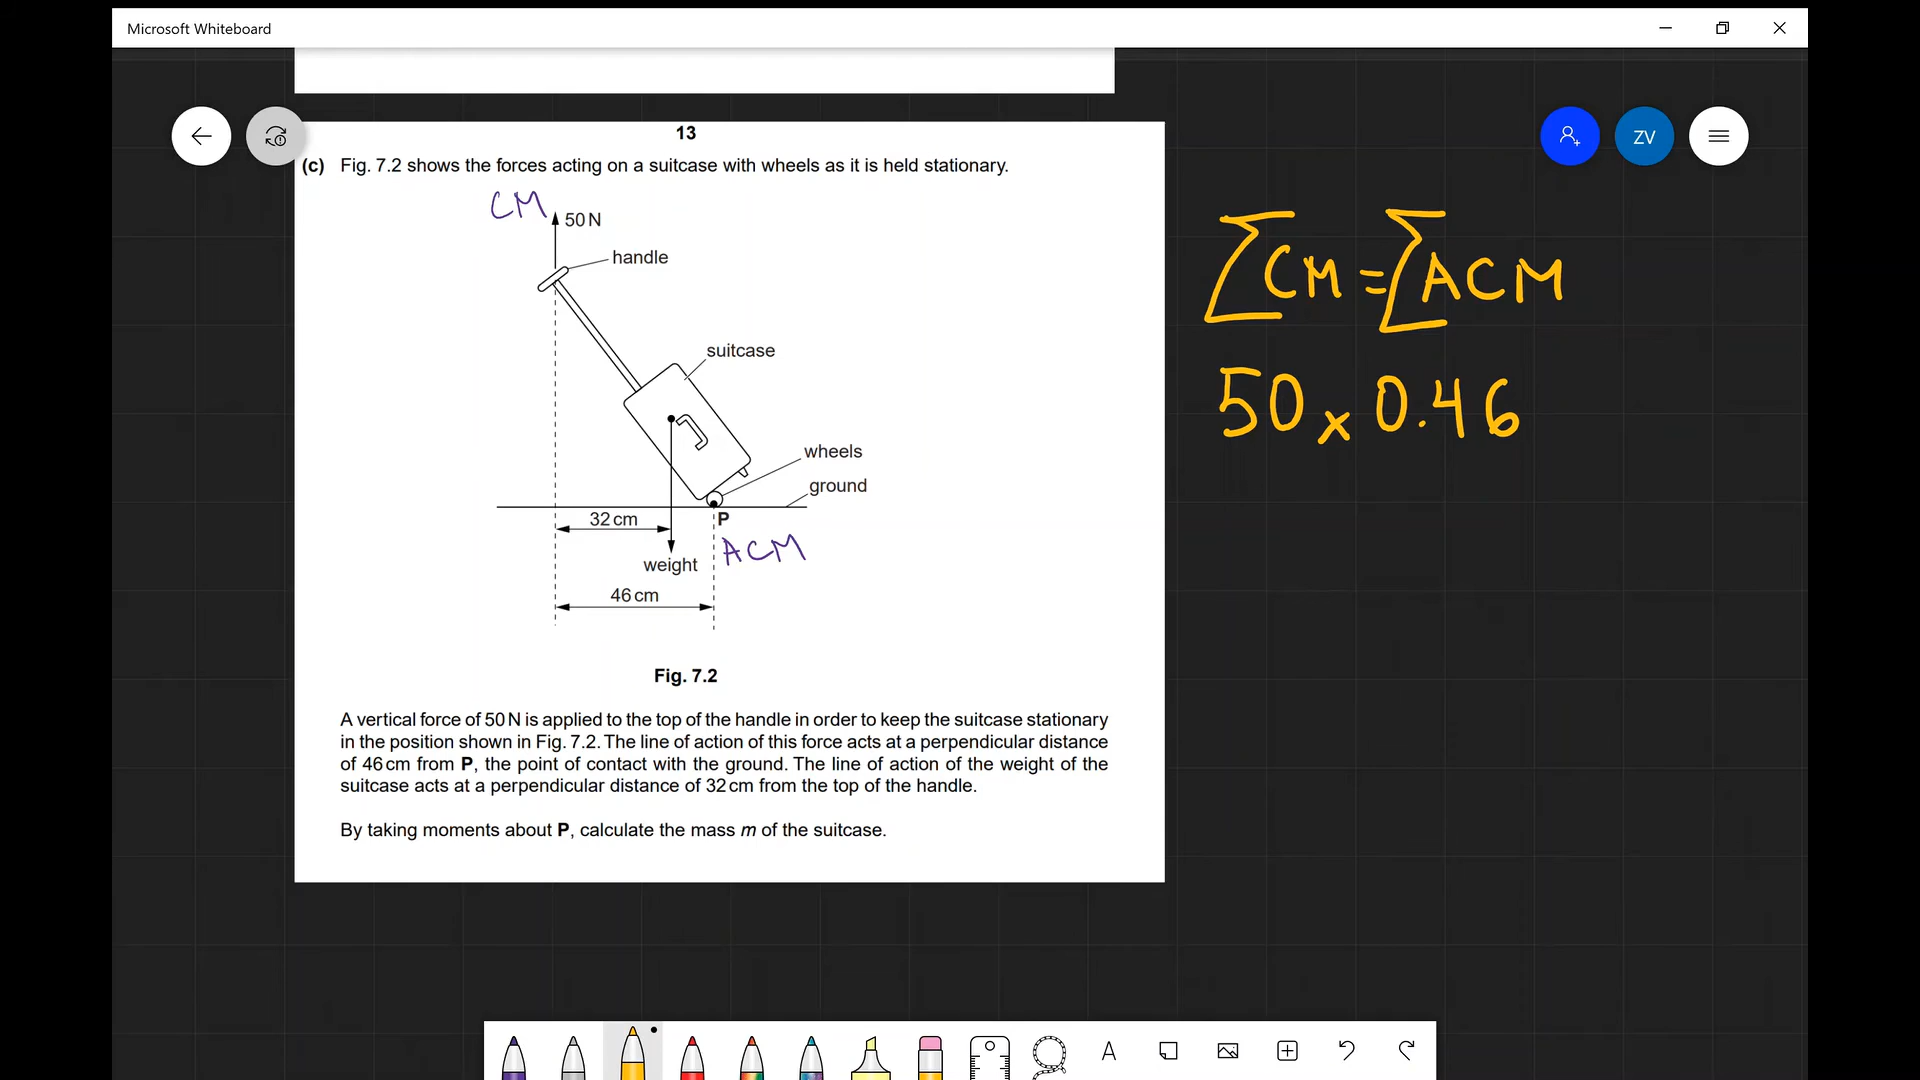 Microsoft Whiteboard
ZV
13
(c) Fig. 7.2 shows the forces acting on a suitcase with wheels as it is held stationary.
CM
50 N
handle
suitcase
wheels
ground
32 cm
P
ACM
weight
46 cm
Fig. 7.2
A vertical force of 50 N is applied to the top of the handle in order to keep the suitcase stationary
in the position shown in Fig. 7.2. The line of action of this force acts at a perpendicular distance
of 46 cm from P, the point of contact with the ground. The line of action of the weight of the
suitcase acts at a perpendicular distance of 32 cm from the top of the handle.
By taking moments about P, calculate the mass m of the suitcase.
∑CM = ∑ACM
50 x 0.46
A